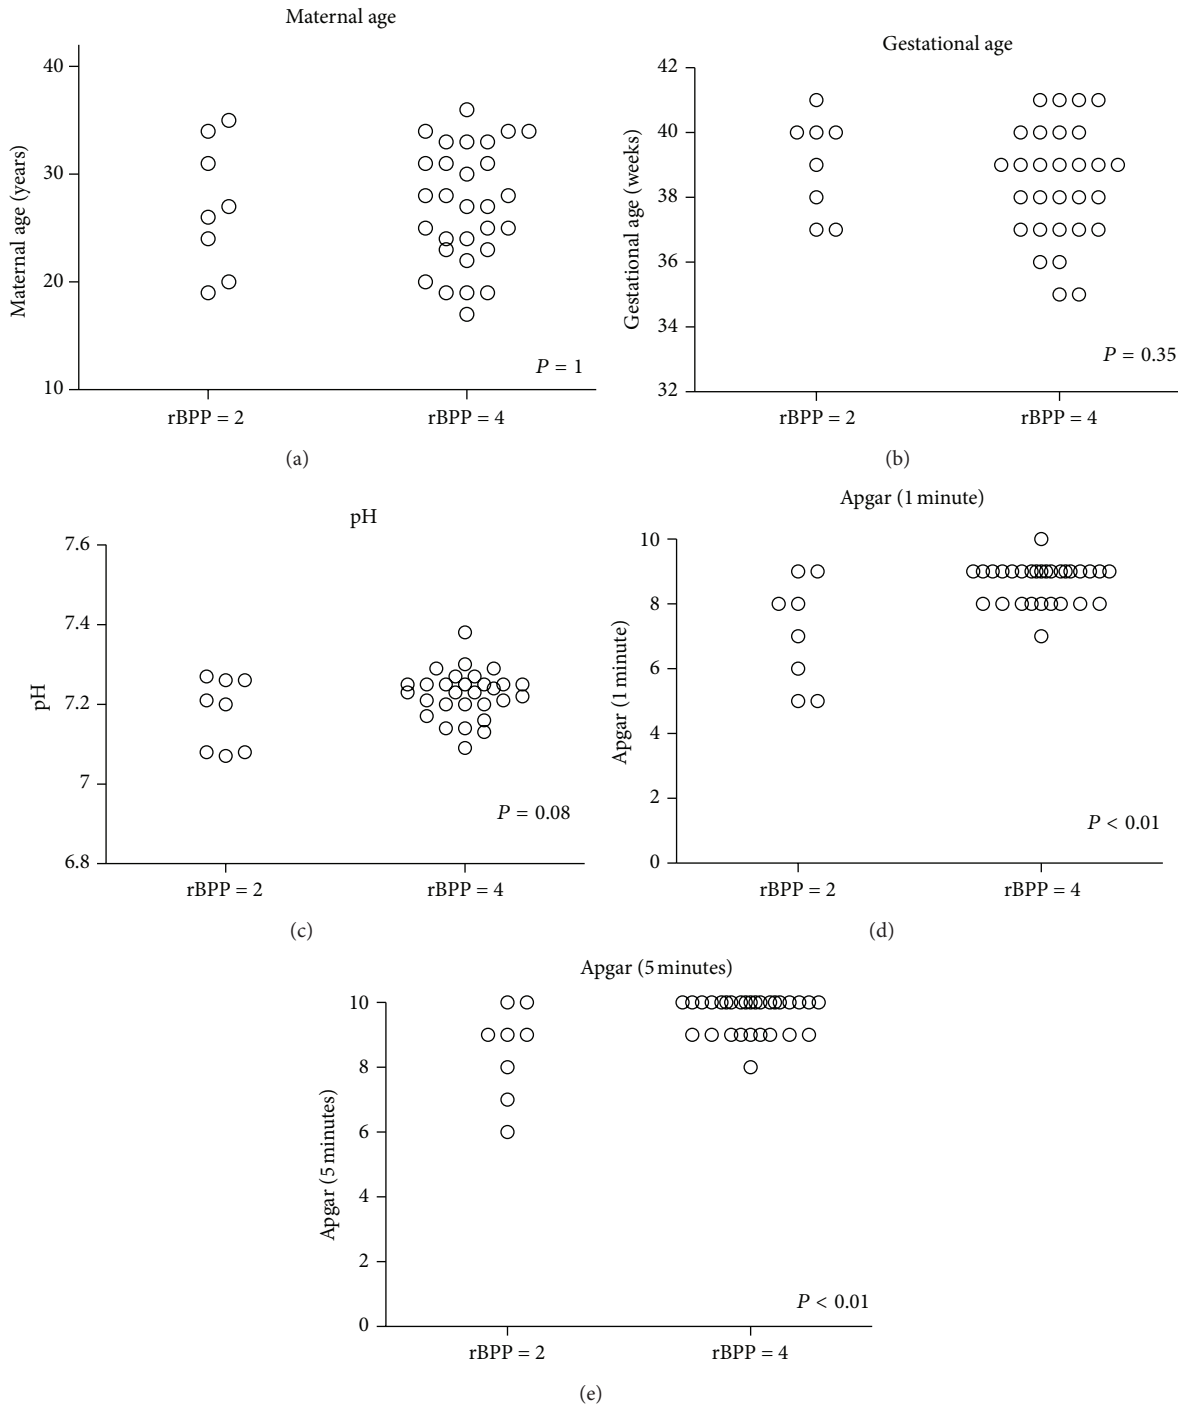 Maternal age
40
30
20
10
Maternal age (years)
P = 1
rBPP = 2
rBPP = 4
(a)
Gestational age
42
40
38
36
34
32
Gestational age (weeks)
P = 0.35
rBPP = 2
rBPP = 4
(b)
pH
7.6
7.4
7.2
7
6.8
pH
P = 0.08
rBPP = 2
rBPP = 4
(c)
Apgar (1 minute)
10
8
6
4
2
0
Apgar (1 minute)
P < 0.01
rBPP = 2
rBPP = 4
(d)
Apgar (5 minutes)
10
8
6
4
2
0
Apgar (5 minutes)
P < 0.01
rBPP = 2
rBPP = 4
(e)